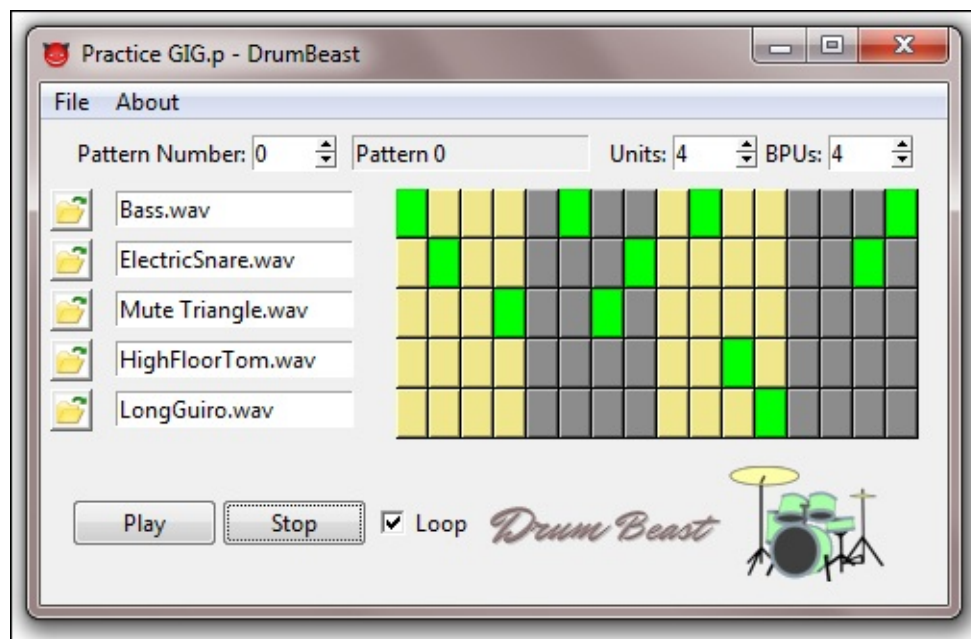 Practice GIG.p - DrumBeast
File About
Pattern Number: 0 Pattern 0 Units: 4 BPUs: 4
Bass.wav
ElectricSnare.wav
Mute Triangle.wav
HighFloorTom.wav
LongGuiro.wav
Play Stop Loop Drum Beast